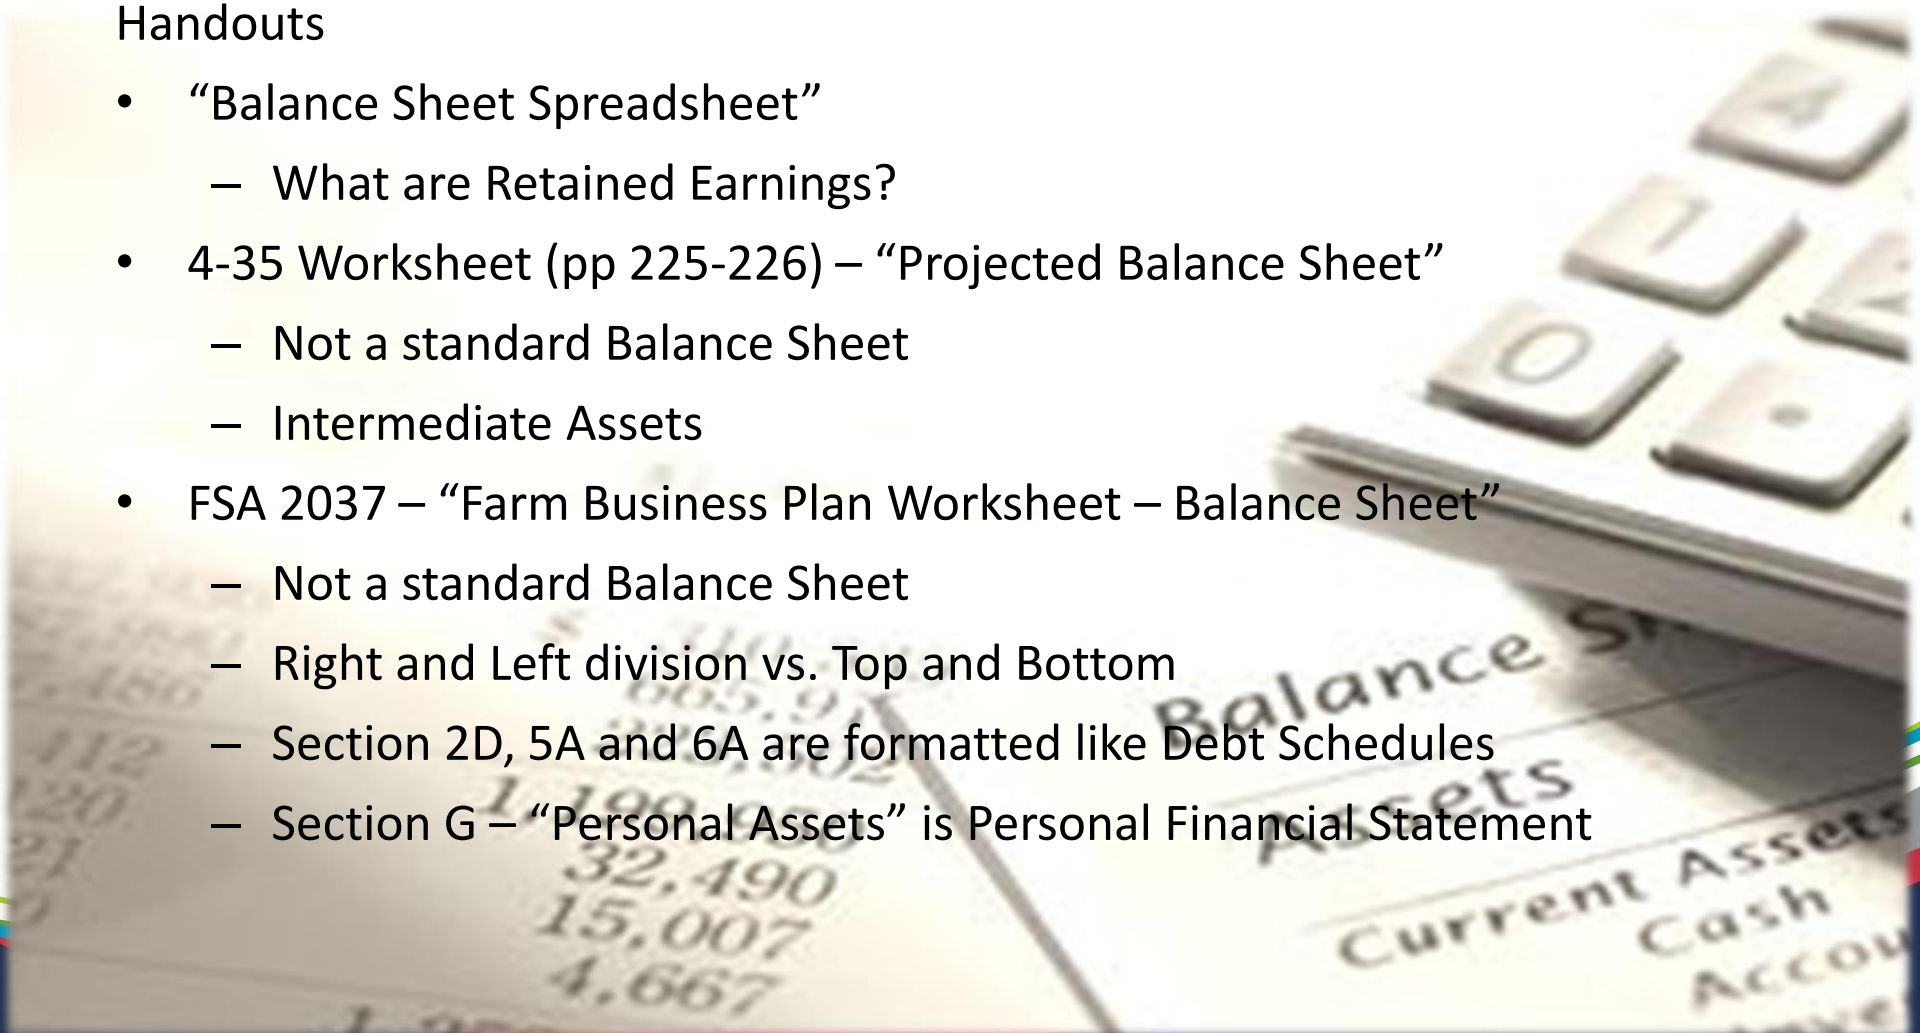 Handouts
• “Balance Sheet Spreadsheet”
– What are Retained Earnings?
• 4-35 Worksheet (pp 225-226) – “Projected Balance Sheet”
– Not a standard Balance Sheet
– Intermediate Assets
• FSA 2037 – “Farm Business Plan Worksheet – Balance Sheet”
– Not a standard Balance Sheet
– Right and Left division vs. Top and Bottom
– Section 2D, 5A and 6A are formatted like Debt Schedules
– Section G – “Personal Assets” is Personal Financial Statement
Balance
Assets
Current Assets
Cash
32,490
15,007
4,667